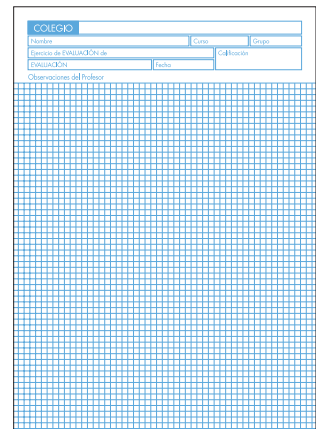 COLEGIO
Nombre Curso Grupo
Ejercicio de EVALUACIÓN de Calificación
EVALUACIÓN Fecha
Observaciones del Profesor